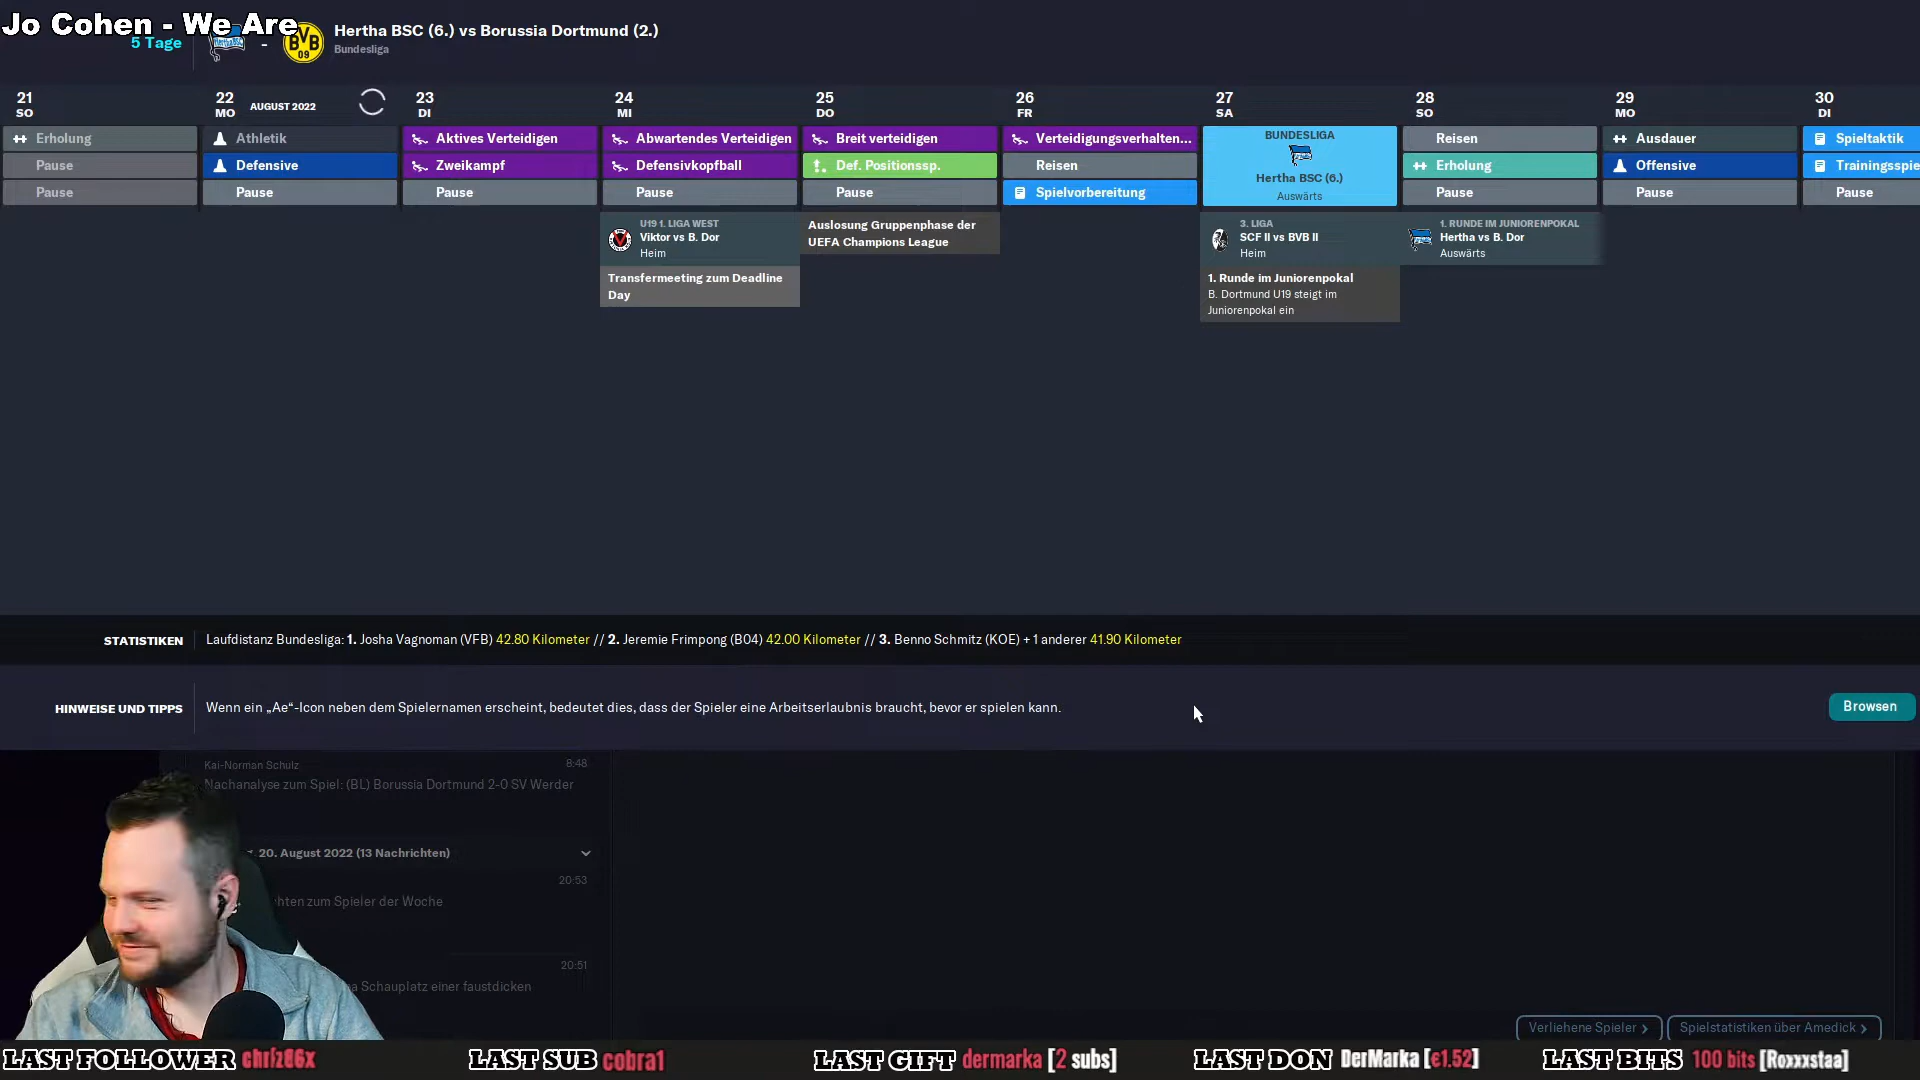 Jo Cohen - We Are
5 Tage
Hertha BSC
-
BVB
09
Hertha BSC (6.) vs Borussia Dortmund (2.)
Bundesliga
21
SO
22
MO
AUGUST 2022
23
DI
24
MI
25
DO
26
FR
27
SA
28
SO
29
MO
30
DI
Erholung
Pause
Pause
Athletik
Defensive
Pause
Aktives Verteidigen
Zweikampf
Pause
Abwartendes Verteidigen
Defensivkopfball
Pause
U19 1. LIGA WEST
Viktor vs B. Dor
Heim
Transfermeeting zum Deadline
Day
Breit verteidigen
Def. Positionssp.
Pause
Auslosung Gruppenphase der
UEFA Champions League
Verteidigungsverhalten...
Reisen
Spielvorbereitung
BUNDESLIGA
Hertha BSC (6.)
Auswärts
3. LIGA
SCF II vs BVB II
Heim
1. Runde im Juniorenpokal
B. Dortmund U19 steigt im
Juniorenpokal ein
Reisen
Erholung
Pause
1. RUNDE IM JUNIORENPOKAL
Hertha vs B. Dor
Auswärts
Ausdauer
Offensive
Pause
Spieltaktik
Trainingsspie
Pause
STATISTIKEN
Laufdistanz Bundesliga: 1. Josha Vagnoman (VFB) 42.80 Kilometer // 2. Jeremie Frimpong (B04) 42.00 Kilometer // 3. Benno Schmitz (KOE) + 1 anderer 41.90 Kilometer
HINWEISE UND TIPPS
Wenn ein „Ae“-Icon neben dem Spielernamen erscheint, bedeutet dies, dass der Spieler eine Arbeitserlaubnis braucht, bevor er spielen kann.
Browsen
Kai-Norman Schulz
8:48
Nachanalyse zum Spiel: (BL) Borussia Dortmund 2-0 SV Werder
20. August 2022 (13 Nachrichten)
20:53
hten zum Spieler der Woche
20:51
na Schauplatz einer faustdicken
Verliehene Spieler
Spielstatistiken über Amedick
LAST FOLLOWER chriz86x
LAST SUB cobra1
LAST GIFT dermarka [2 subs]
LAST DON DerMarka [€1.52]
LAST BITS 100 bits [Roxxxstaa]